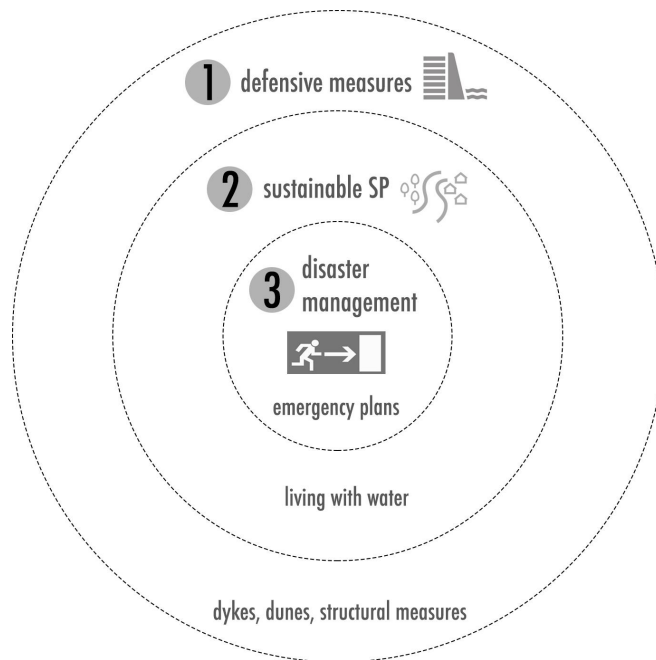 1 defensive measures
2 sustainable SP
3 disaster
management
emergency plans
living with water
dykes, dunes, structural measures